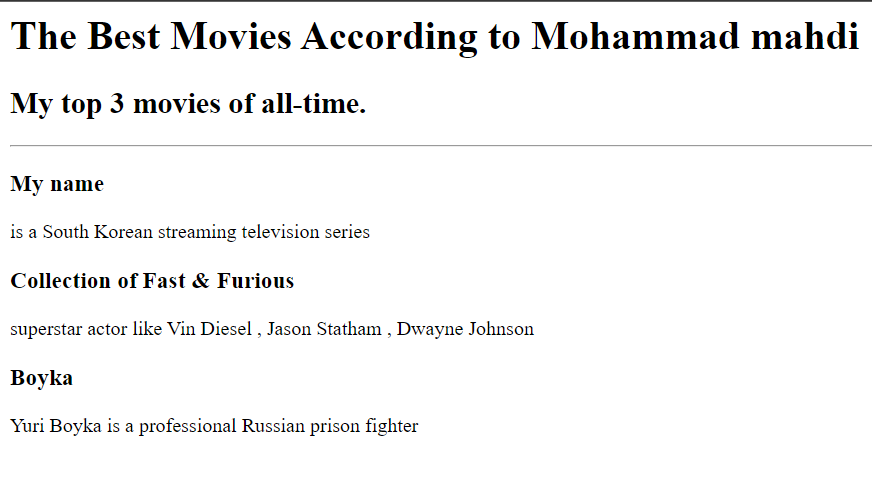 The Best Movies According to Mohammad mahdi
My top 3 movies of all-time.
My name
is a South Korean streaming television series
Collection of Fast & Furious
superstar actor like Vin Diesel , Jason Statham , Dwayne Johnson
Boyka
Yuri Boyka is a professional Russian prison fighter